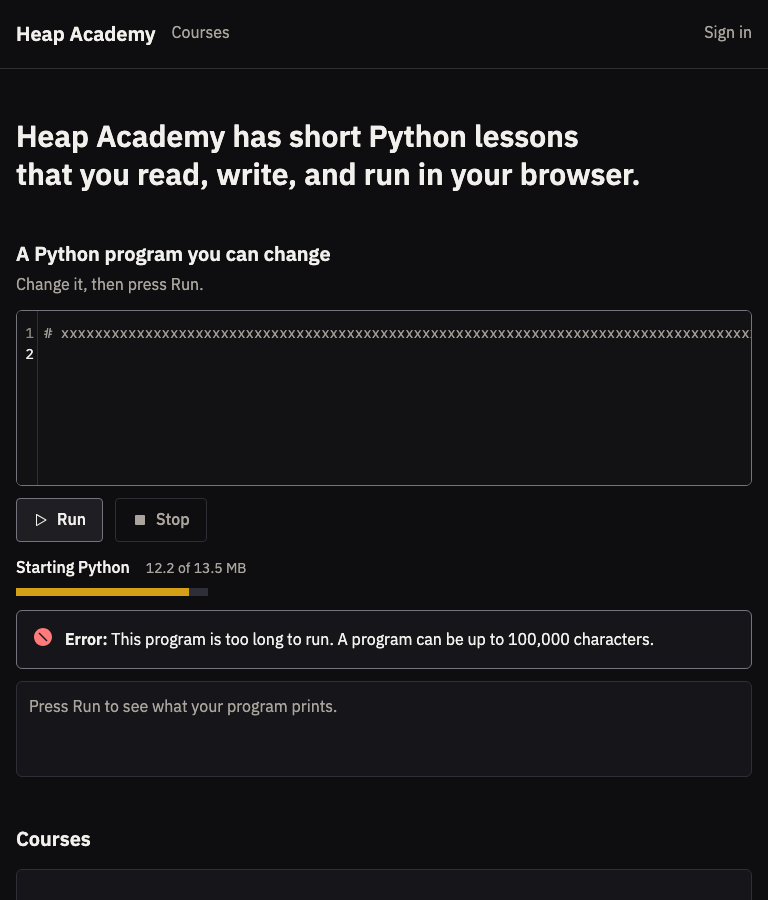 Heap Academy Courses Sign in
Heap Academy has short Python lessons
that you read, write, and run in your browser.
A Python program you can change
Change it, then press Run.
1 # xxxxxxxxxxxxxxxxxxxxxxxxxxxxxxxxxxxxxxxxxxxxxxxxxxxxxxxxxxxxxxxxxxxxxxxxxxxxxxxxxx
2
Run Stop
Starting Python 12.2 of 13.5 MB
Error: This program is too long to run. A program can be up to 100,000 characters.
Press Run to see what your program prints.
Courses